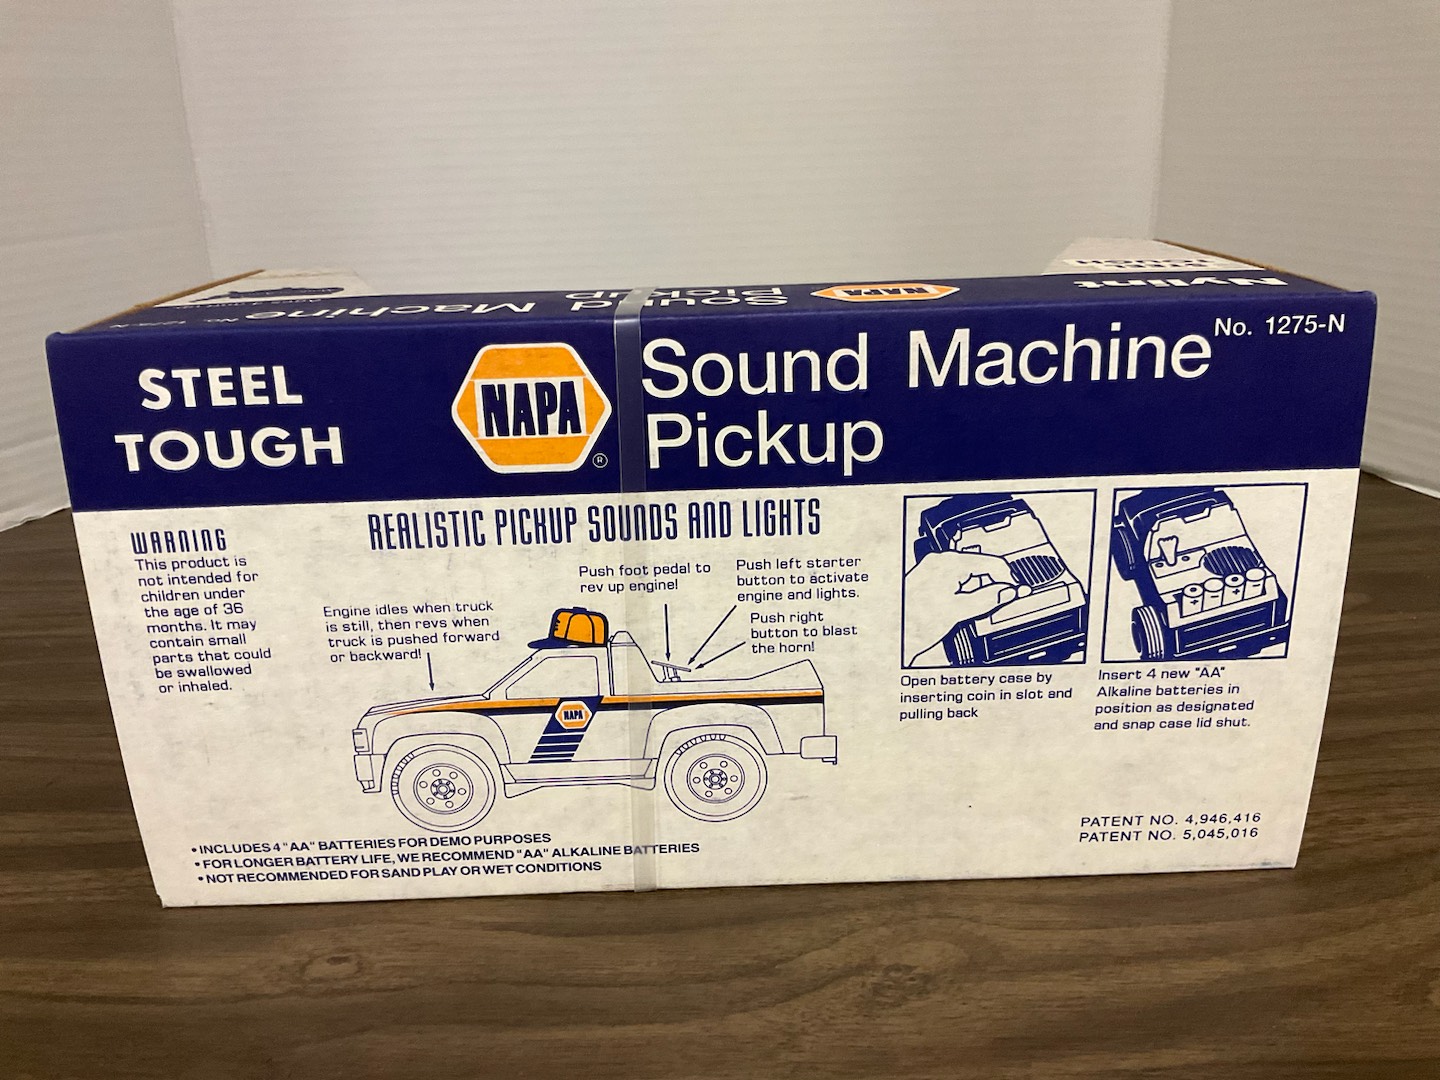 STEEL
TOUGH
Nylint
NAPA
Sound
Pickup
Sound Machine
No. 1275-N
STEEL
TOUGH
NAPA
®
Sound Machine
Pickup
No. 1275-N
WARNING
This product is
not intended for
children under
the age of 36
months. It may
contain small
parts that could
be swallowed
or inhaled.
REALISTIC PICKUP SOUNDS AND LIGHTS
Engine idles when truck
is still, then revs when
truck is pushed forward
or backward!
Push foot pedal to
rev up engine!
Push left starter
button to activate
engine and lights.
Push right
button to blast
the horn!
NAPA
Open battery case by
inserting coin in slot and
pulling back
Insert 4 new "AA"
Alkaline batteries in
position as designated
and snap case lid shut.
• INCLUDES 4 "AA" BATTERIES FOR DEMO PURPOSES
• FOR LONGER BATTERY LIFE, WE RECOMMEND "AA" ALKALINE BATTERIES
• NOT RECOMMENDED FOR SAND PLAY OR WET CONDITIONS
PATENT NO. 4,946,416
PATENT NO. 5,045,016